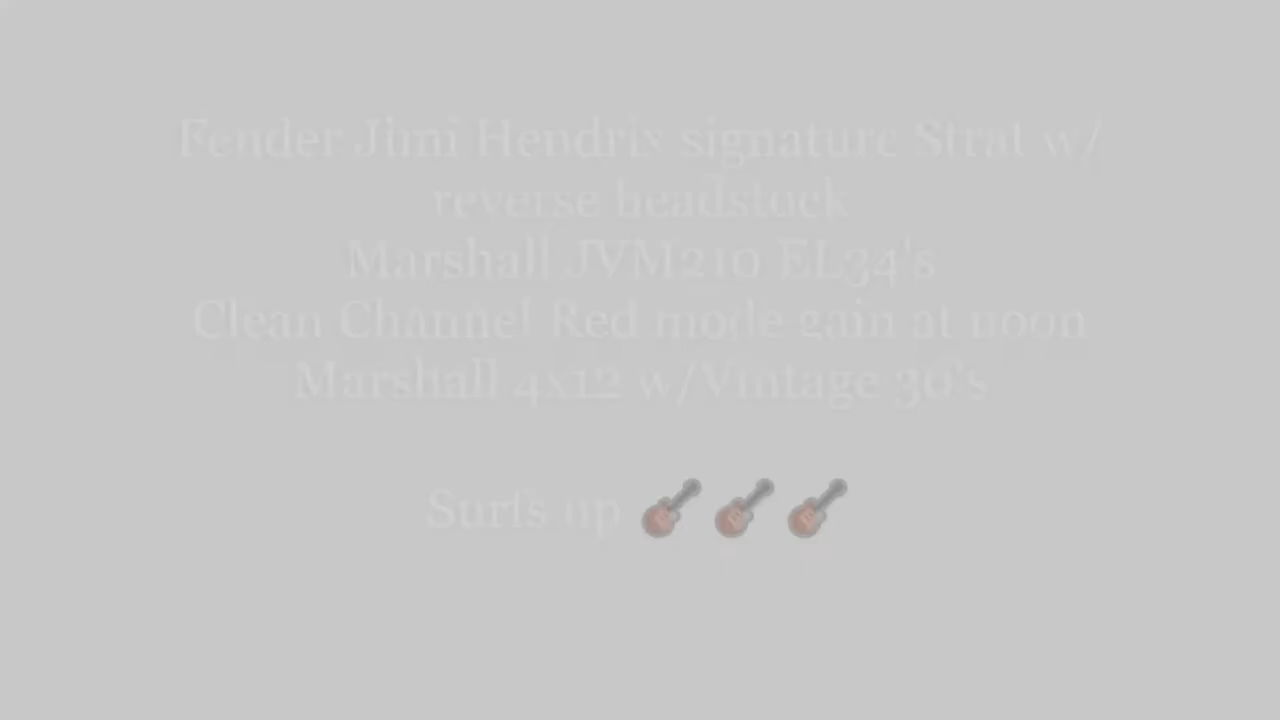 Fender Jimi Hendrix signature Strat w/
reverse headstock
Marshall JVM210 EL34's
Clean Channel Red mode gain at noon
Marshall 4x12 w/Vintage 30's
Surfs up 🎸🎸🎸